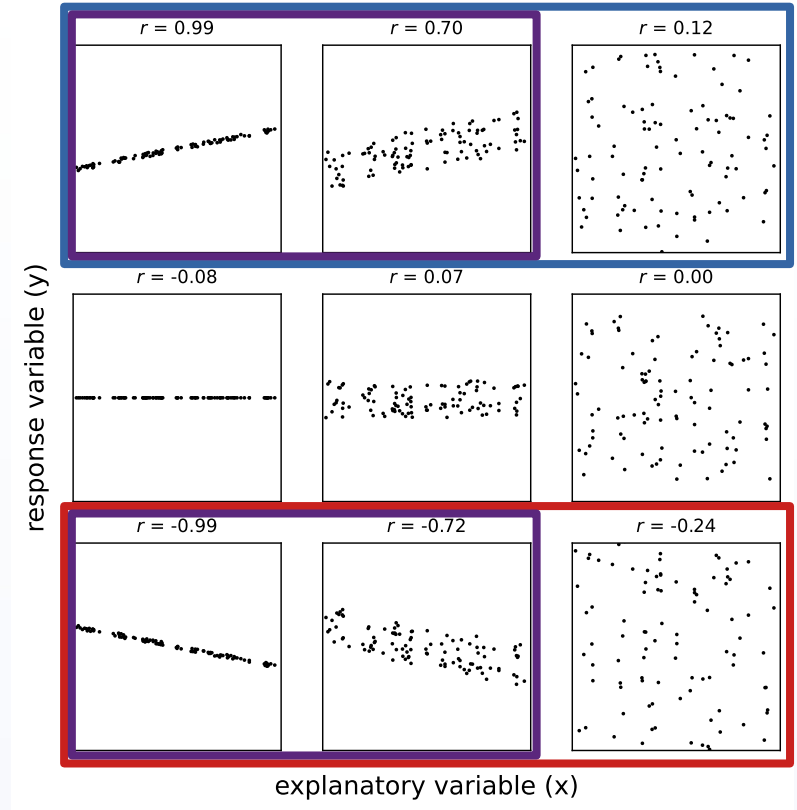 r = 0.99
r = 0.70
r = 0.12
r = -0.08
r = 0.07
r = 0.00
response variable (y)
r = -0.99
r = -0.72
r = -0.24
explanatory variable (x)